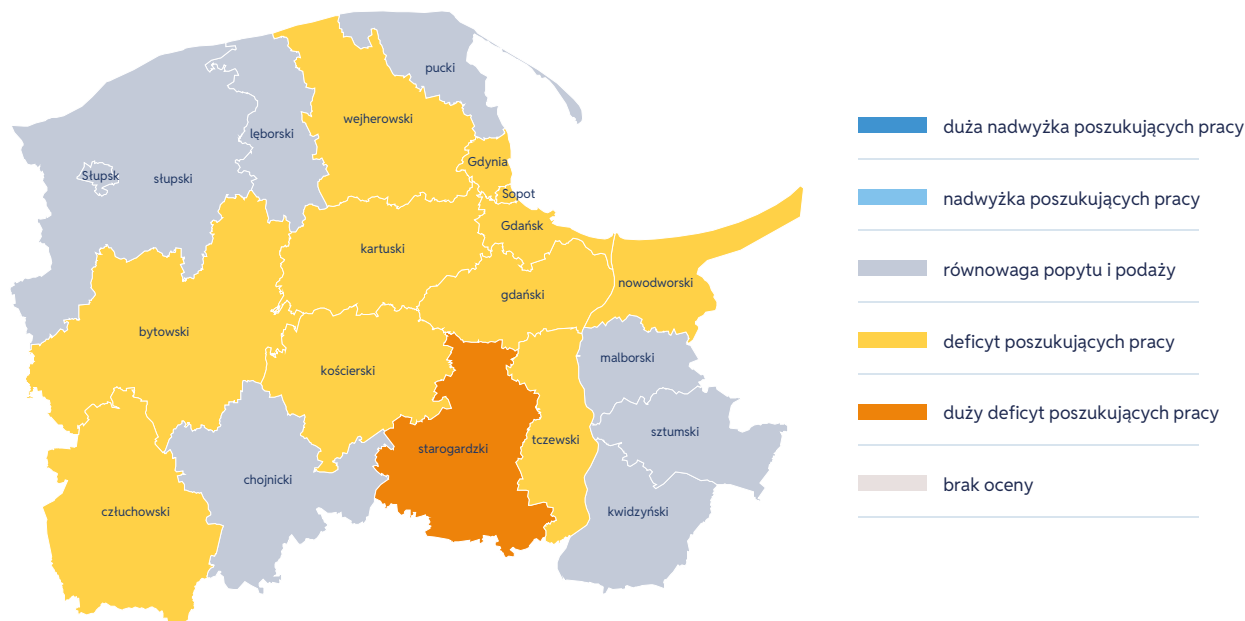 pucki
wejherowski
lęborski
Gdynia
Słupsk
słupski
Sopot
Gdańsk
kartuski
nowodworski
gdański
bytowski
malborski
kościerski
sztumski
tczewski
starogardzki
chojnicki
człuchowski
kwidzyński
duża nadwyżka poszukujących pracy
nadwyżka poszukujących pracy
równowaga popytu i podaży
deficyt poszukujących pracy
duży deficyt poszukujących pracy
brak oceny